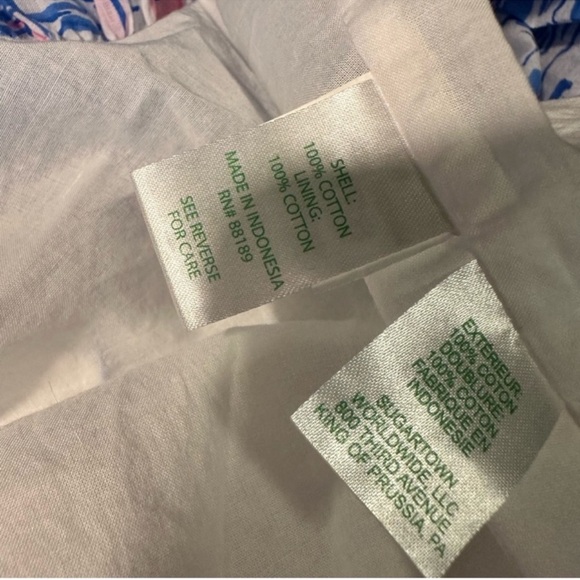 SHELL:
100% COTTON
LINING:
100% COTTON
MADE IN INDONESIA
RN# 88189
SEE REVERSE
FOR CARE
EXTERIEUR:
100% COTON
DOUBLURE:
100% COTON
FABRIQUE EN
INDONESIE
SUGARTOWN
WORLDWIDE, LLC
800 THIRD AVENUE
KING OF PRUSSIA, PA